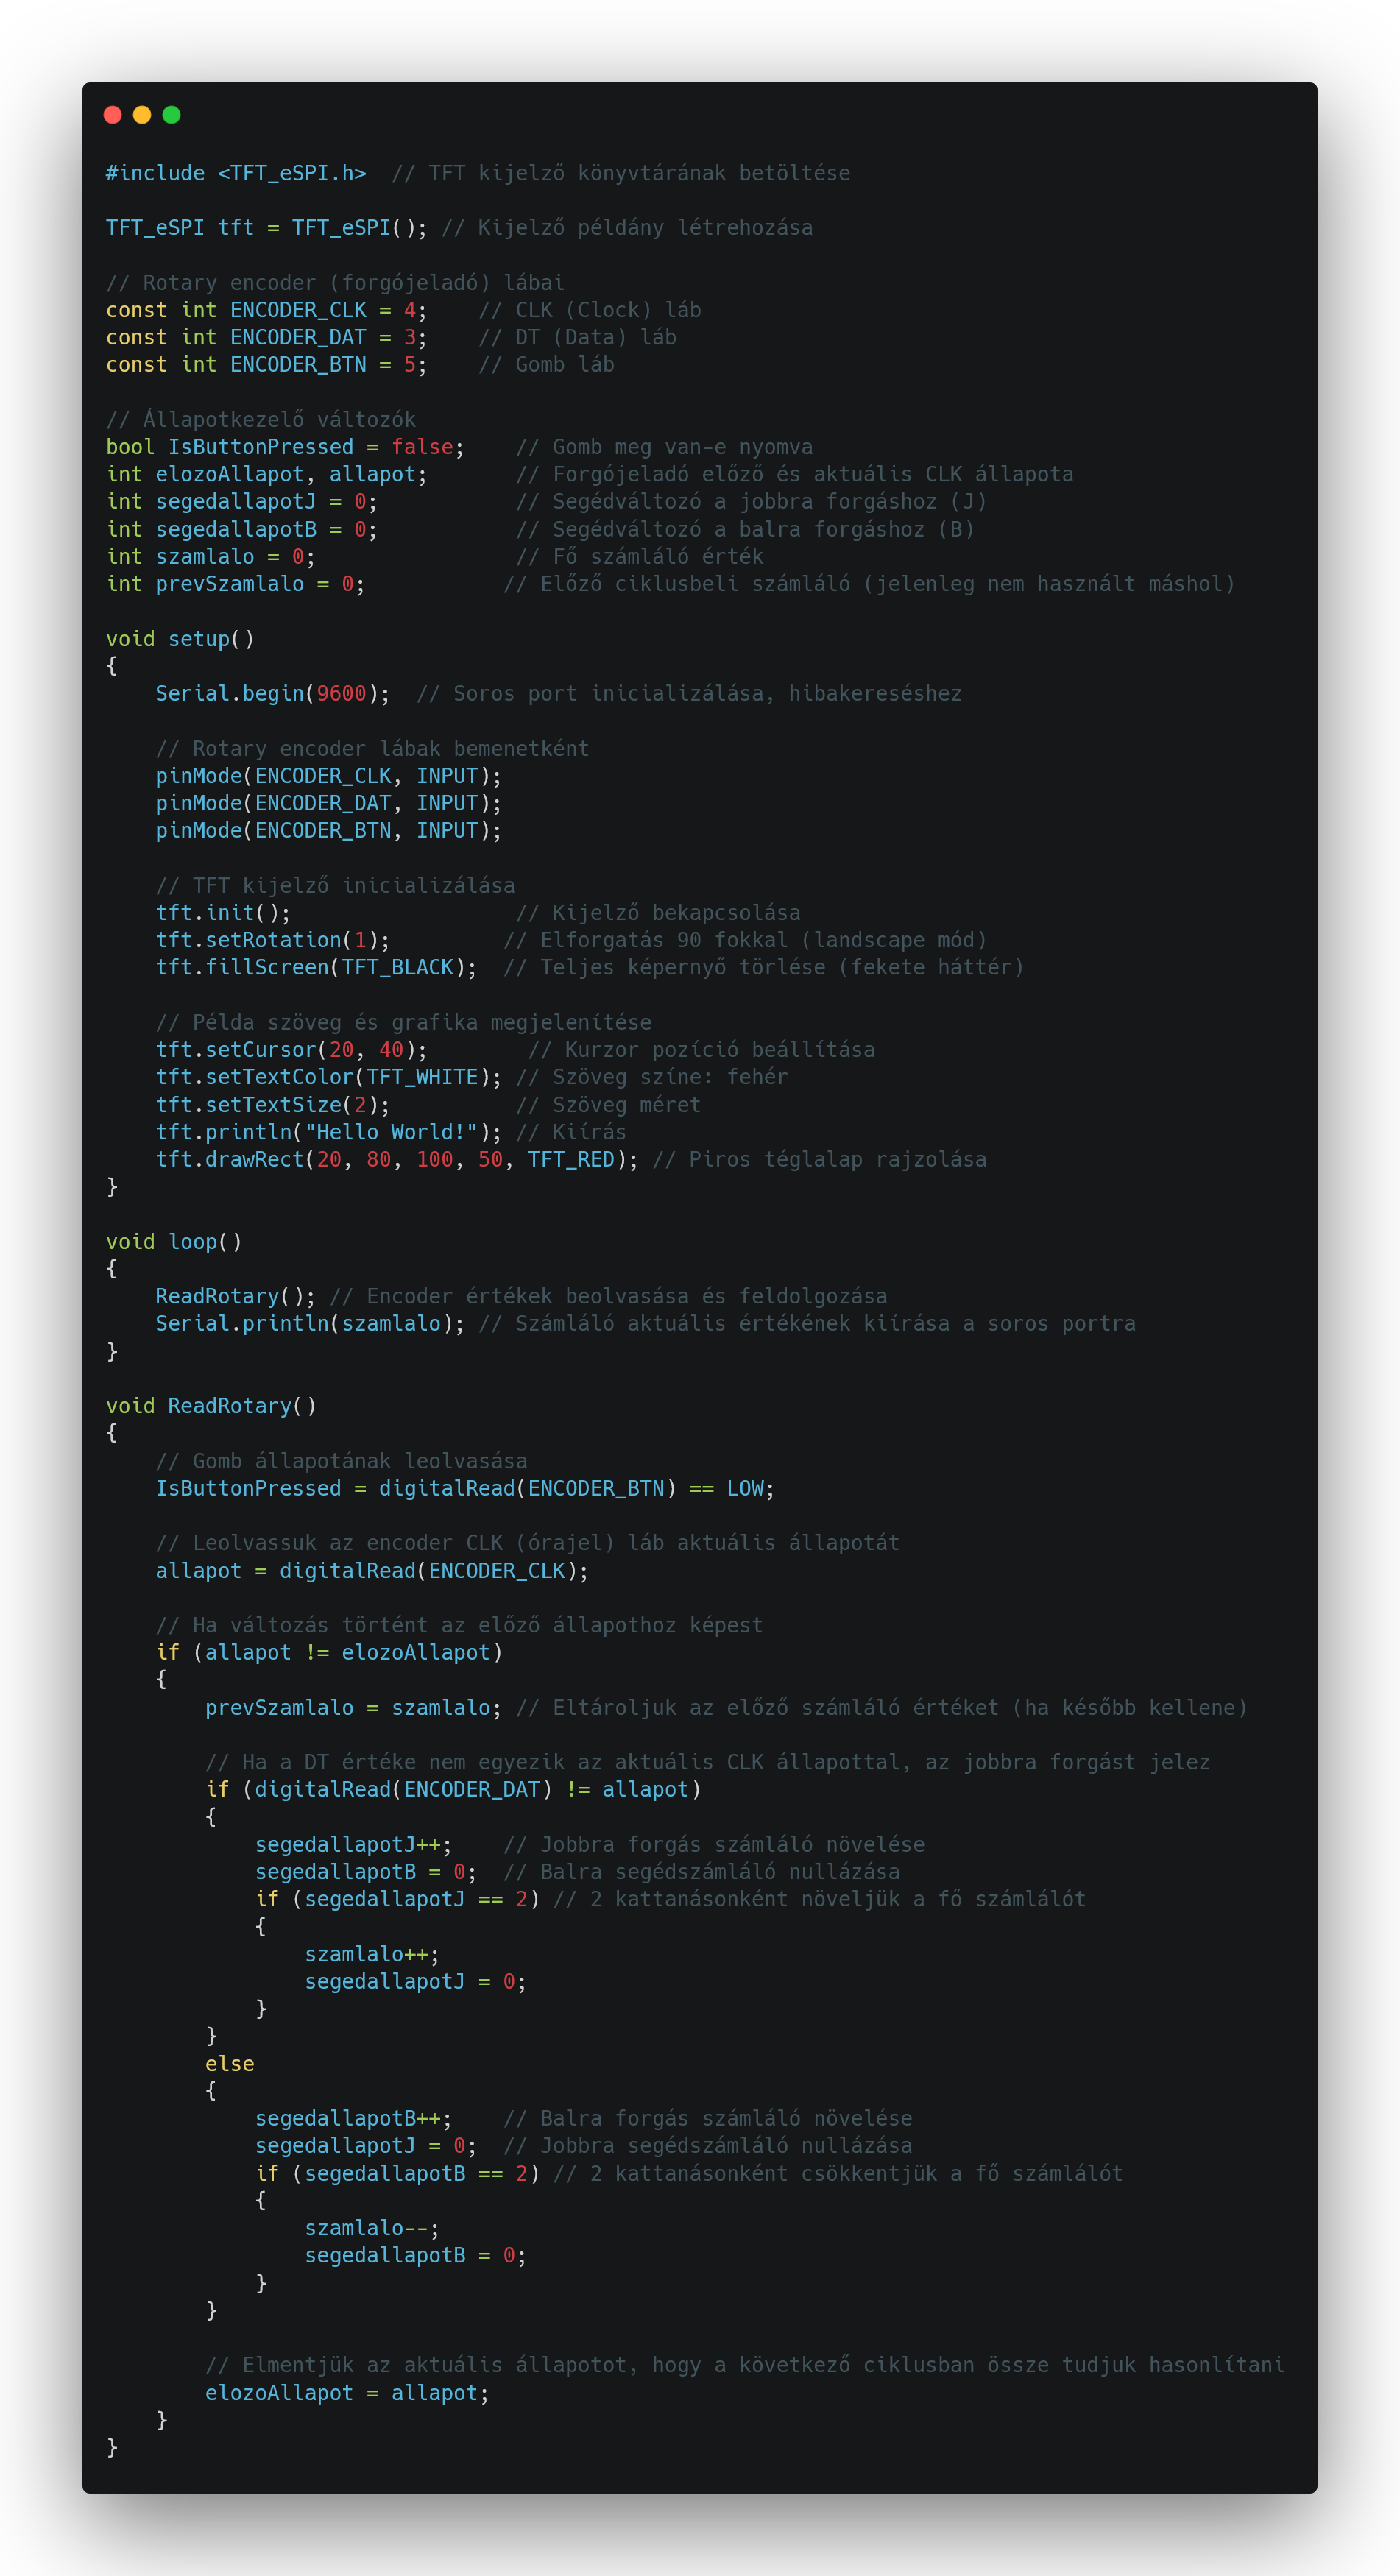 #include <TFT_eSPI.h>  // TFT kijelző könyvtárának betöltése

TFT_eSPI tft = TFT_eSPI(); // Kijelző példány létrehozása

// Rotary encoder (forgójeladó) lábai
const int ENCODER_CLK = 4;    // CLK (Clock) láb
const int ENCODER_DAT = 3;    // DT (Data) láb
const int ENCODER_BTN = 5;    // Gomb láb

// Állapotkezelő változók
bool IsButtonPressed = false;    // Gomb meg van-e nyomva
int elozoAllapot, allapot;       // Forgójeladó előző és aktuális CLK állapota
int segedallapotJ = 0;           // Segédváltozó a jobbra forgáshoz (J)
int segedallapotB = 0;           // Segédváltozó a balra forgáshoz (B)
int szamlalo = 0;                // Fő számláló érték
int prevSzamlalo = 0;           // Előző ciklusbeli számláló (jelenleg nem használt máshol)

void setup()
{
    Serial.begin(9600);  // Soros port inicializálása, hibakereséshez

    // Rotary encoder lábak bemenetként
    pinMode(ENCODER_CLK, INPUT);
    pinMode(ENCODER_DAT, INPUT);
    pinMode(ENCODER_BTN, INPUT);

    // TFT kijelző inicializálása
    tft.init();                  // Kijelző bekapcsolása
    tft.setRotation(1);         // Elforgatás 90 fokkal (landscape mód)
    tft.fillScreen(TFT_BLACK);  // Teljes képernyő törlése (fekete háttér)

    // Példa szöveg és grafika megjelenítése
    tft.setCursor(20, 40);        // Kurzor pozíció beállítása
    tft.setTextColor(TFT_WHITE); // Szöveg színe: fehér
    tft.setTextSize(2);          // Szöveg méret
    tft.println("Hello World!"); // Kiírás
    tft.drawRect(20, 80, 100, 50, TFT_RED); // Piros téglalap rajzolása
}

void loop()
{
    ReadRotary(); // Encoder értékek beolvasása és feldolgozása
    Serial.println(szamlalo); // Számláló aktuális értékének kiírása a soros portra
}

void ReadRotary()
{
    // Gomb állapotának leolvasása
    IsButtonPressed = digitalRead(ENCODER_BTN) == LOW;

    // Leolvassuk az encoder CLK (órajel) láb aktuális állapotát
    allapot = digitalRead(ENCODER_CLK);

    // Ha változás történt az előző állapothoz képest
    if (allapot != elozoAllapot)
    {
        prevSzamlalo = szamlalo; // Eltároljuk az előző számláló értéket (ha később kellene)

        // Ha a DT értéke nem egyezik az aktuális CLK állapottal, az jobbra forgást jelez
        if (digitalRead(ENCODER_DAT) != allapot)
        {
            segedallapotJ++;    // Jobbra forgás számláló növelése
            segedallapotB = 0;  // Balra segédszámláló nullázása
            if (segedallapotJ == 2) // 2 kattanásonként növeljük a fő számlálót
            {
                szamlalo++;
                segedallapotJ = 0;
            }
        }
        else
        {
            segedallapotB++;    // Balra forgás számláló növelése
            segedallapotJ = 0;  // Jobbra segédszámláló nullázása
            if (segedallapotB == 2) // 2 kattanásonként csökkentjük a fő számlálót
            {
                szamlalo--;
                segedallapotB = 0;
            }
        }

        // Elmentjük az aktuális állapotot, hogy a következő ciklusban össze tudjuk hasonlítani
        elozoAllapot = allapot;
    }
}